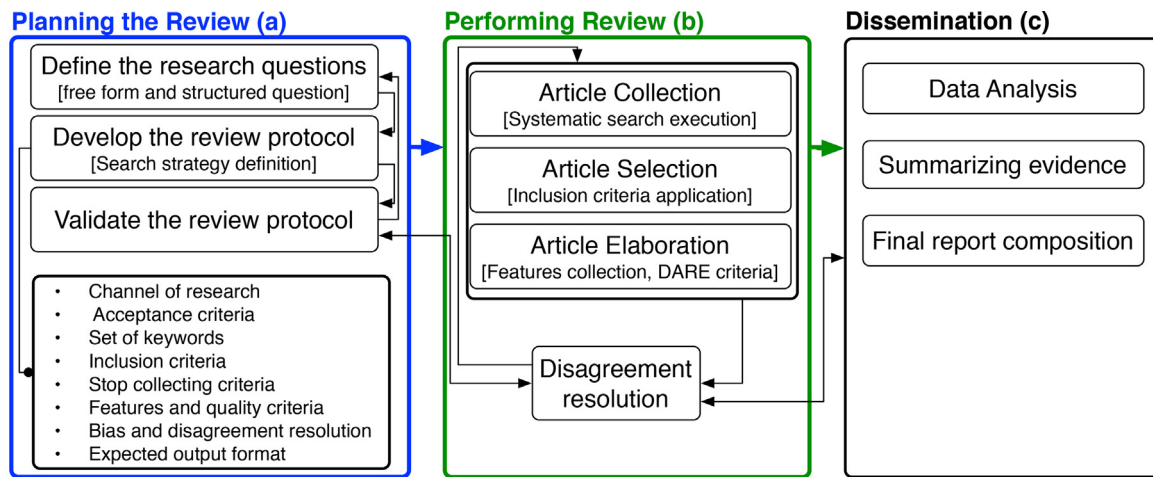 Planning the Review (a)
Define the research questions
[free form and structured question]
Develop the review protocol
[Search strategy definition]
Validate the review protocol
• Channel of research
• Acceptance criteria
• Set of keywords
• Inclusion criteria
• Stop collecting criteria
• Features and quality criteria
• Bias and disagreement resolution
• Expected output format
Performing Review (b)
Article Collection
[Systematic search execution]
Article Selection
[Inclusion criteria application]
Article Elaboration
[Features collection, DARE criteria]
Disagreement
resolution
Dissemination (c)
Data Analysis
Summarizing evidence
Final report composition